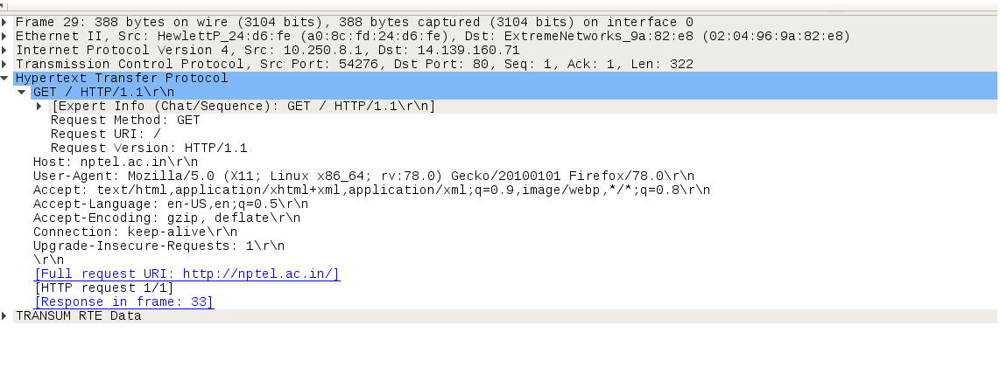 Frame 29: 388 bytes on wire (3104 bits), 388 bytes captured (3104 bits) on interface 0
Ethernet II, Src: HewlettP_24:d6:fe (a0:8c:fd:24:d6:fe), Dst: ExtremeNetworks_9a:82:e8 (02:04:96:9a:82:e8)
Internet Protocol Version 4, Src: 10.250.8.1, Dst: 14.139.160.71
Transmission Control Protocol, Src Port: 54276, Dst Port: 80, Seq: 1, Ack: 1, Len: 322
Hypertext Transfer Protocol
GET / HTTP/1.1\r\n
[Expert Info (Chat/Sequence): GET / HTTP/1.1\r\n]
Request Method: GET
Request URI: /
Request Version: HTTP/1.1
Host: nptel.ac.in\r\n
User-Agent: Mozilla/5.0 (X11; Linux x86_64; rv:78.0) Gecko/20100101 Firefox/78.0\r\n
Accept: text/html,application/xhtml+xml,application/xml;q=0.9,image/webp,*/*;q=0.8\r\n
Accept-Language: en-US,en;q=0.5\r\n
Accept-Encoding: gzip, deflate\r\n
Connection: keep-alive\r\n
Upgrade-Insecure-Requests: 1\r\n
\r\n
[Full request URI: http://nptel.ac.in/]
[HTTP request 1/1]
[Response in frame: 33]
TRANSUM RTE Data